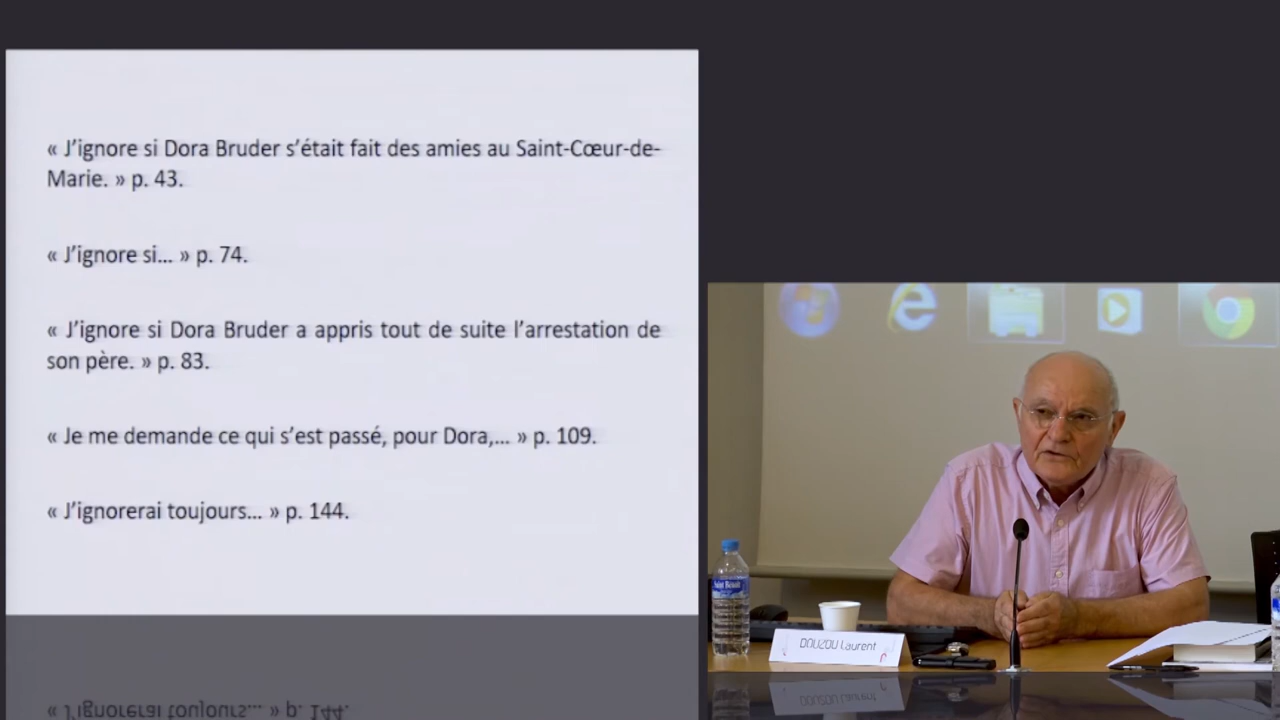 « J’ignore si Dora Bruder s’était fait des amies au Saint-Cœur-de-
Marie. » p. 43.
« J’ignore si... » p. 74.
« J’ignore si Dora Bruder a appris tout de suite l’arrestation de
son père. » p. 83.
« Je me demande ce qui s’est passé, pour Dora,... » p. 109.
« J’ignorerai toujours... » p. 144.
Saint Benoît
DOUZOU Laurent